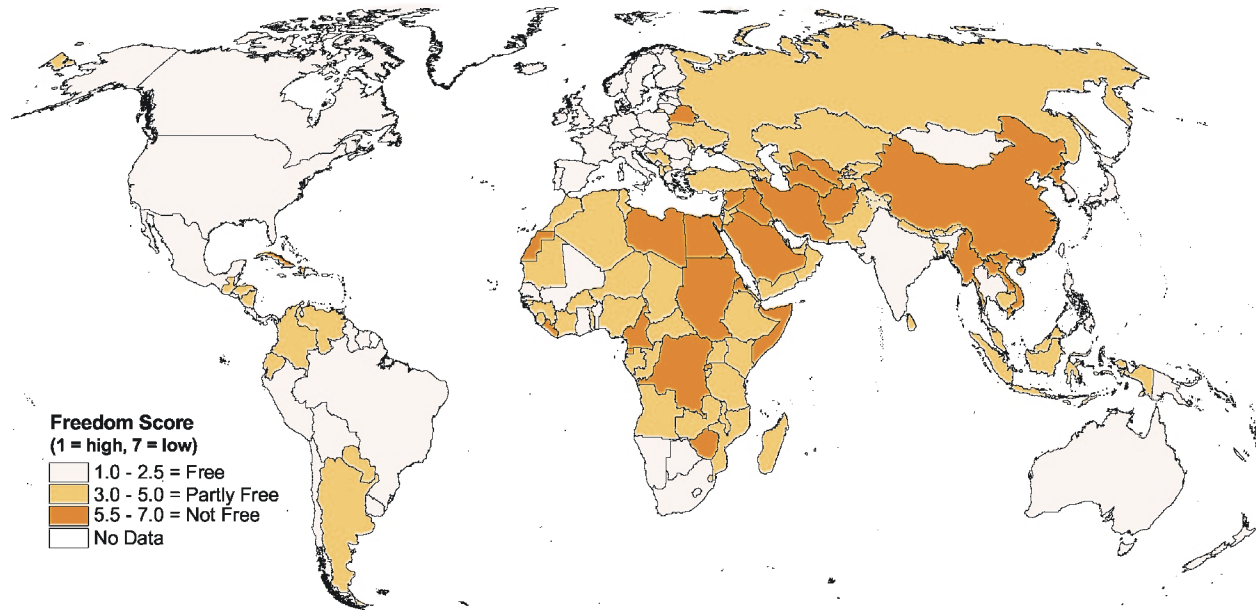 Freedom Score
(1 = high, 7 = low)
1.0 - 2.5 = Free
3.0 - 5.0 = Partly Free
5.5 - 7.0 = Not Free
No Data